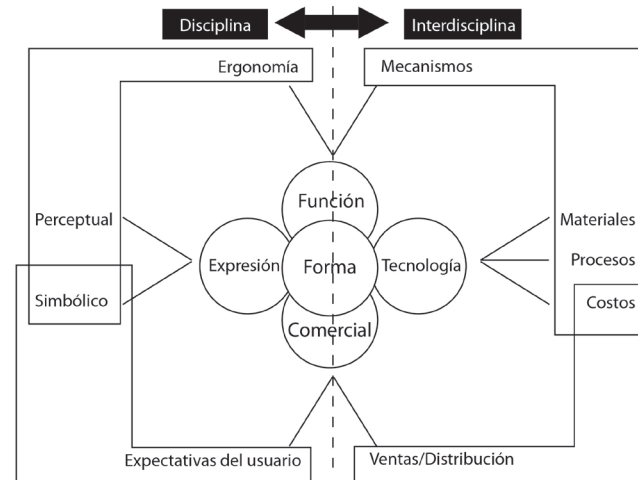 Disciplina
Interdisciplina
Ergonomía
Mecanismos
Función
Perceptual
Materiales
Expresión
Forma
Tecnología
Procesos
Simbólico
Costos
Comercial
Expectativas del usuario
Ventas/Distribución